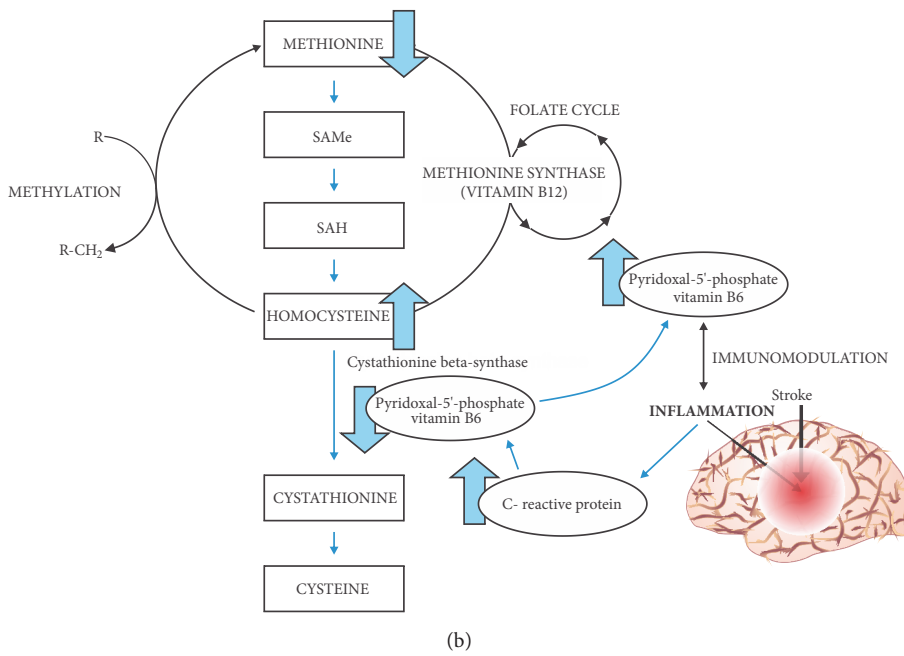 METHIONINE
FOLATE CYCLE
SAMe
R
METHIONINE SYNTHASE
(VITAMIN B12)
METHYLATION
SAH
R-CH₂
Pyridoxal-5'-phosphate
vitamin B6
HOMOCYSTEINE
IMMUNOMODULATION
Cystathionine beta-synthase
Stroke
Pyridoxal-5'-phosphate
vitamin B6
INFLAMMATION
CYSTATHIONINE
C- reactive protein
CYSTEINE
(b)